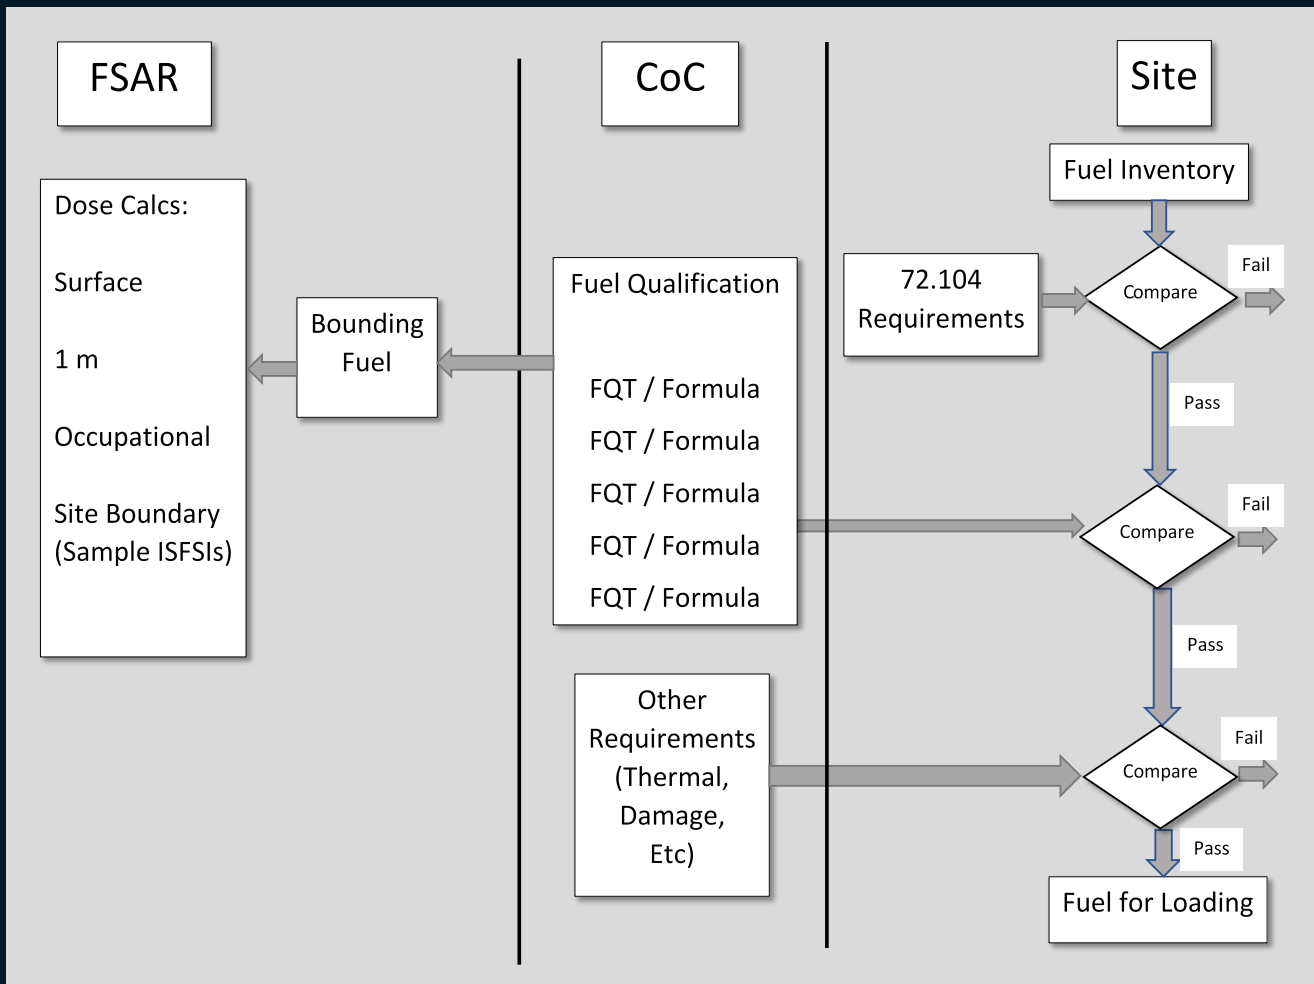 FSAR
CoC
Site
Dose Calcs:
Surface
1 m
Occupational
Site Boundary
(Sample ISFSIs)
Bounding
Fuel
Fuel Qualification
FQT / Formula
FQT / Formula
FQT / Formula
FQT / Formula
FQT / Formula
Other
Requirements
(Thermal,
Damage,
Etc)
Fuel Inventory
72.104
Requirements
Compare
Fail
Pass
Compare
Fail
Pass
Compare
Fail
Pass
Fuel for Loading